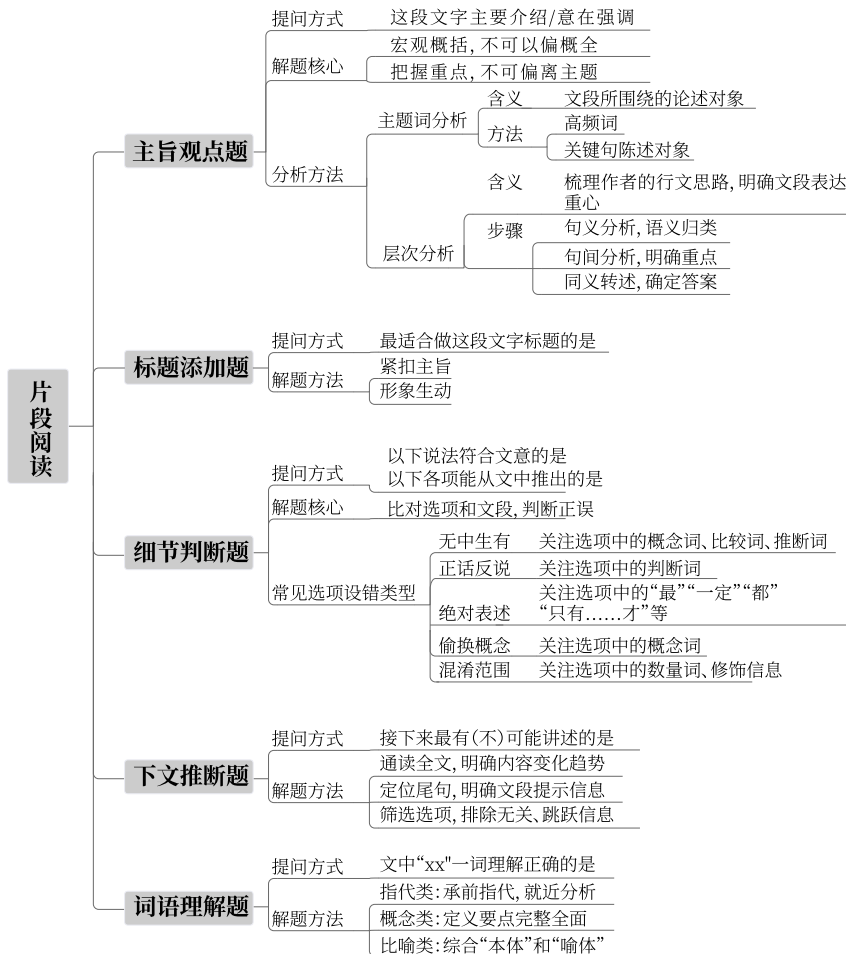 片段阅读
主旨观点题
提问方式
这段文字主要介绍/意在强调
解题核心
宏观概括,不可以偏概全
把握重点,不可偏离主题
分析方法
主题词分析
含义
文段所围绕的论述对象
方法
高频词
关键句陈述对象
层次分析
含义
梳理作者的行文思路,明确文段表达
重心
步骤
句义分析,语义归类
句间分析,明确重点
同义转述,确定答案
标题添加题
提问方式
最适合做这段文字标题的是
解题方法
紧扣主旨
形象生动
细节判断题
提问方式
以下说法符合文意的是
以下各项能从文中推出的是
解题核心
比对选项和文段,判断正误
常见选项设错类型
无中生有
关注选项中的概念词、比较词、推断词
正话反说
关注选项中的判断词
绝对表述
关注选项中的“最”“一定”“都”
“只有……才”等
偷换概念
关注选项中的概念词
混淆范围
关注选项中的数量词、修饰信息
下文推断题
提问方式
接下来最有(不)可能讲述的是
解题方法
通读全文,明确内容变化趋势
定位尾句,明确文段提示信息
筛选选项,排除无关、跳跃信息
词语理解题
提问方式
文中“xx"一词理解正确的是
解题方法
指代类:承前指代,就近分析
概念类:定义要点完整全面
比喻类:综合“本体”和“喻体”